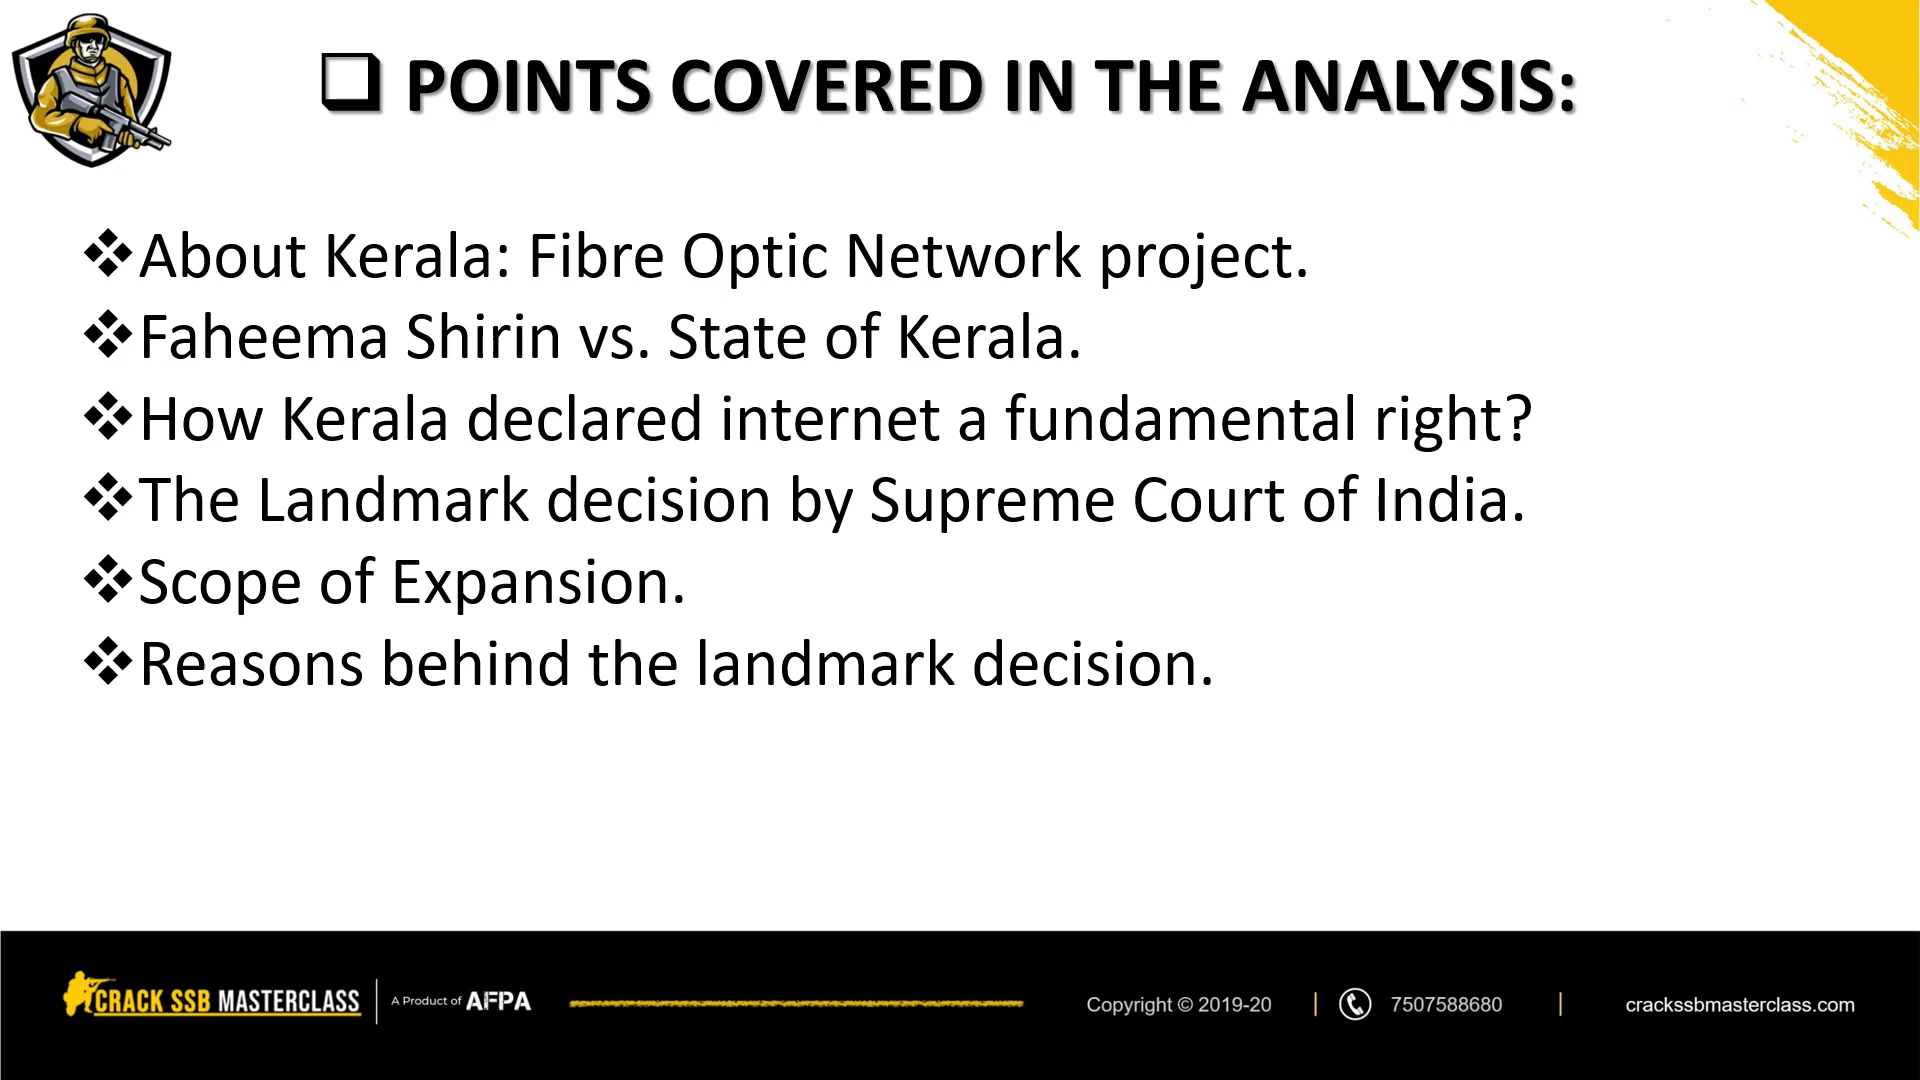 ❑ POINTS COVERED IN THE ANALYSIS:
❖About Kerala: Fibre Optic Network project.
❖Faheema Shirin vs. State of Kerala.
❖How Kerala declared internet a fundamental right?
❖The Landmark decision by Supreme Court of India.
❖Scope of Expansion.
❖Reasons behind the landmark decision.
CRACK SSB MASTERCLASS | A Product of AFPA Copyright © 2019-20 | 7507588680 | crackssbmasterclass.com